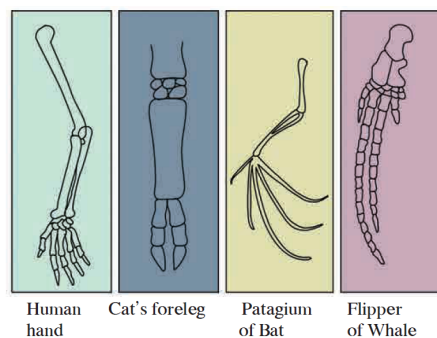 Human hand
Cat's foreleg
Patagium of Bat
Flipper of Whale